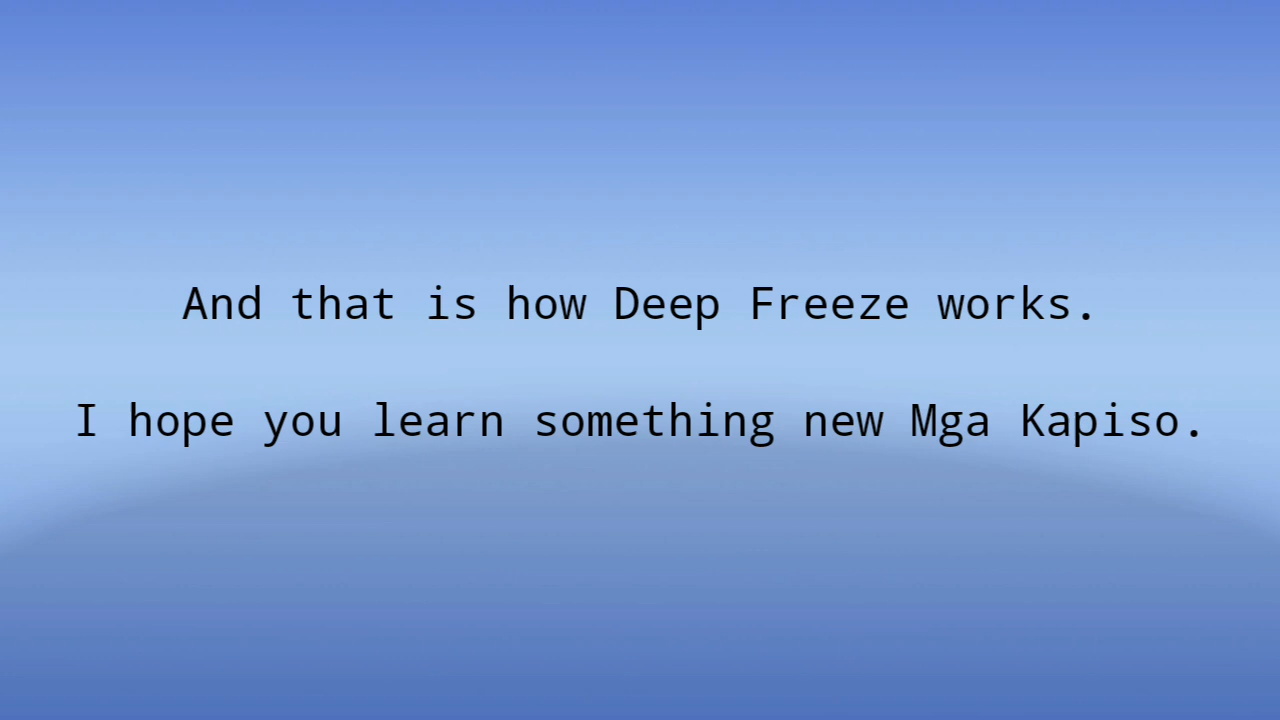 And that is how Deep Freeze works.
I hope you learn something new Mga Kapiso.